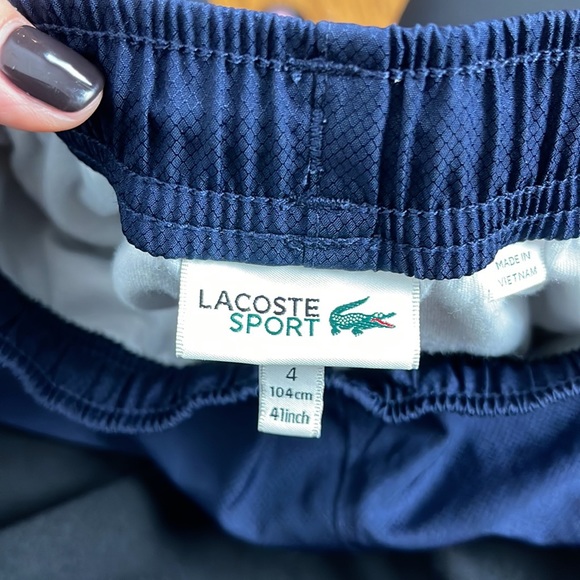 MADE IN
VIETNAM
LACOSTE
SPORT
4
104cm
41inch